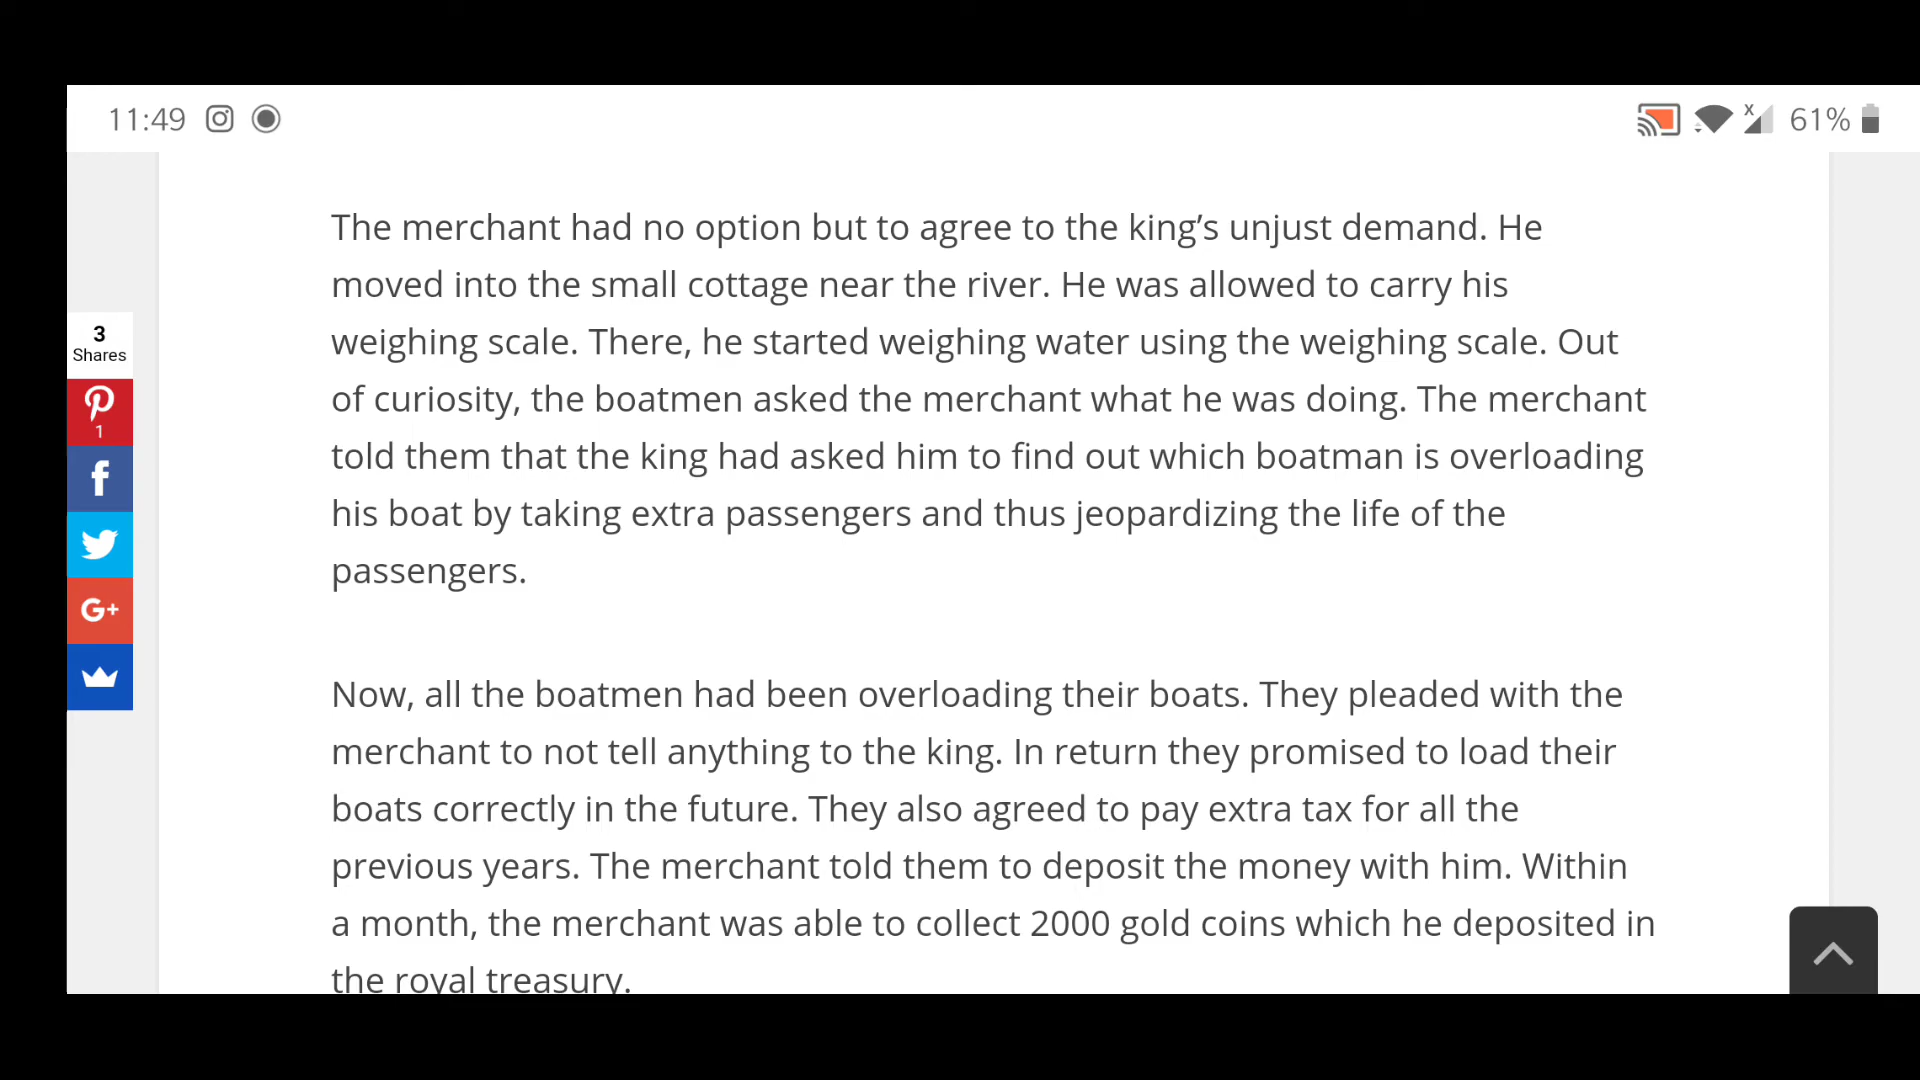 11:49
x
61%
The merchant had no option but to agree to the king’s unjust demand. He
moved into the small cottage near the river. He was allowed to carry his
weighing scale. There, he started weighing water using the weighing scale. Out
of curiosity, the boatmen asked the merchant what he was doing. The merchant
told them that the king had asked him to find out which boatman is overloading
his boat by taking extra passengers and thus jeopardizing the life of the
passengers.
Now, all the boatmen had been overloading their boats. They pleaded with the
merchant to not tell anything to the king. In return they promised to load their
boats correctly in the future. They also agreed to pay extra tax for all the
previous years. The merchant told them to deposit the money with him. Within
a month, the merchant was able to collect 2000 gold coins which he deposited in
the royal treasury.
3
Shares
1
f
G+